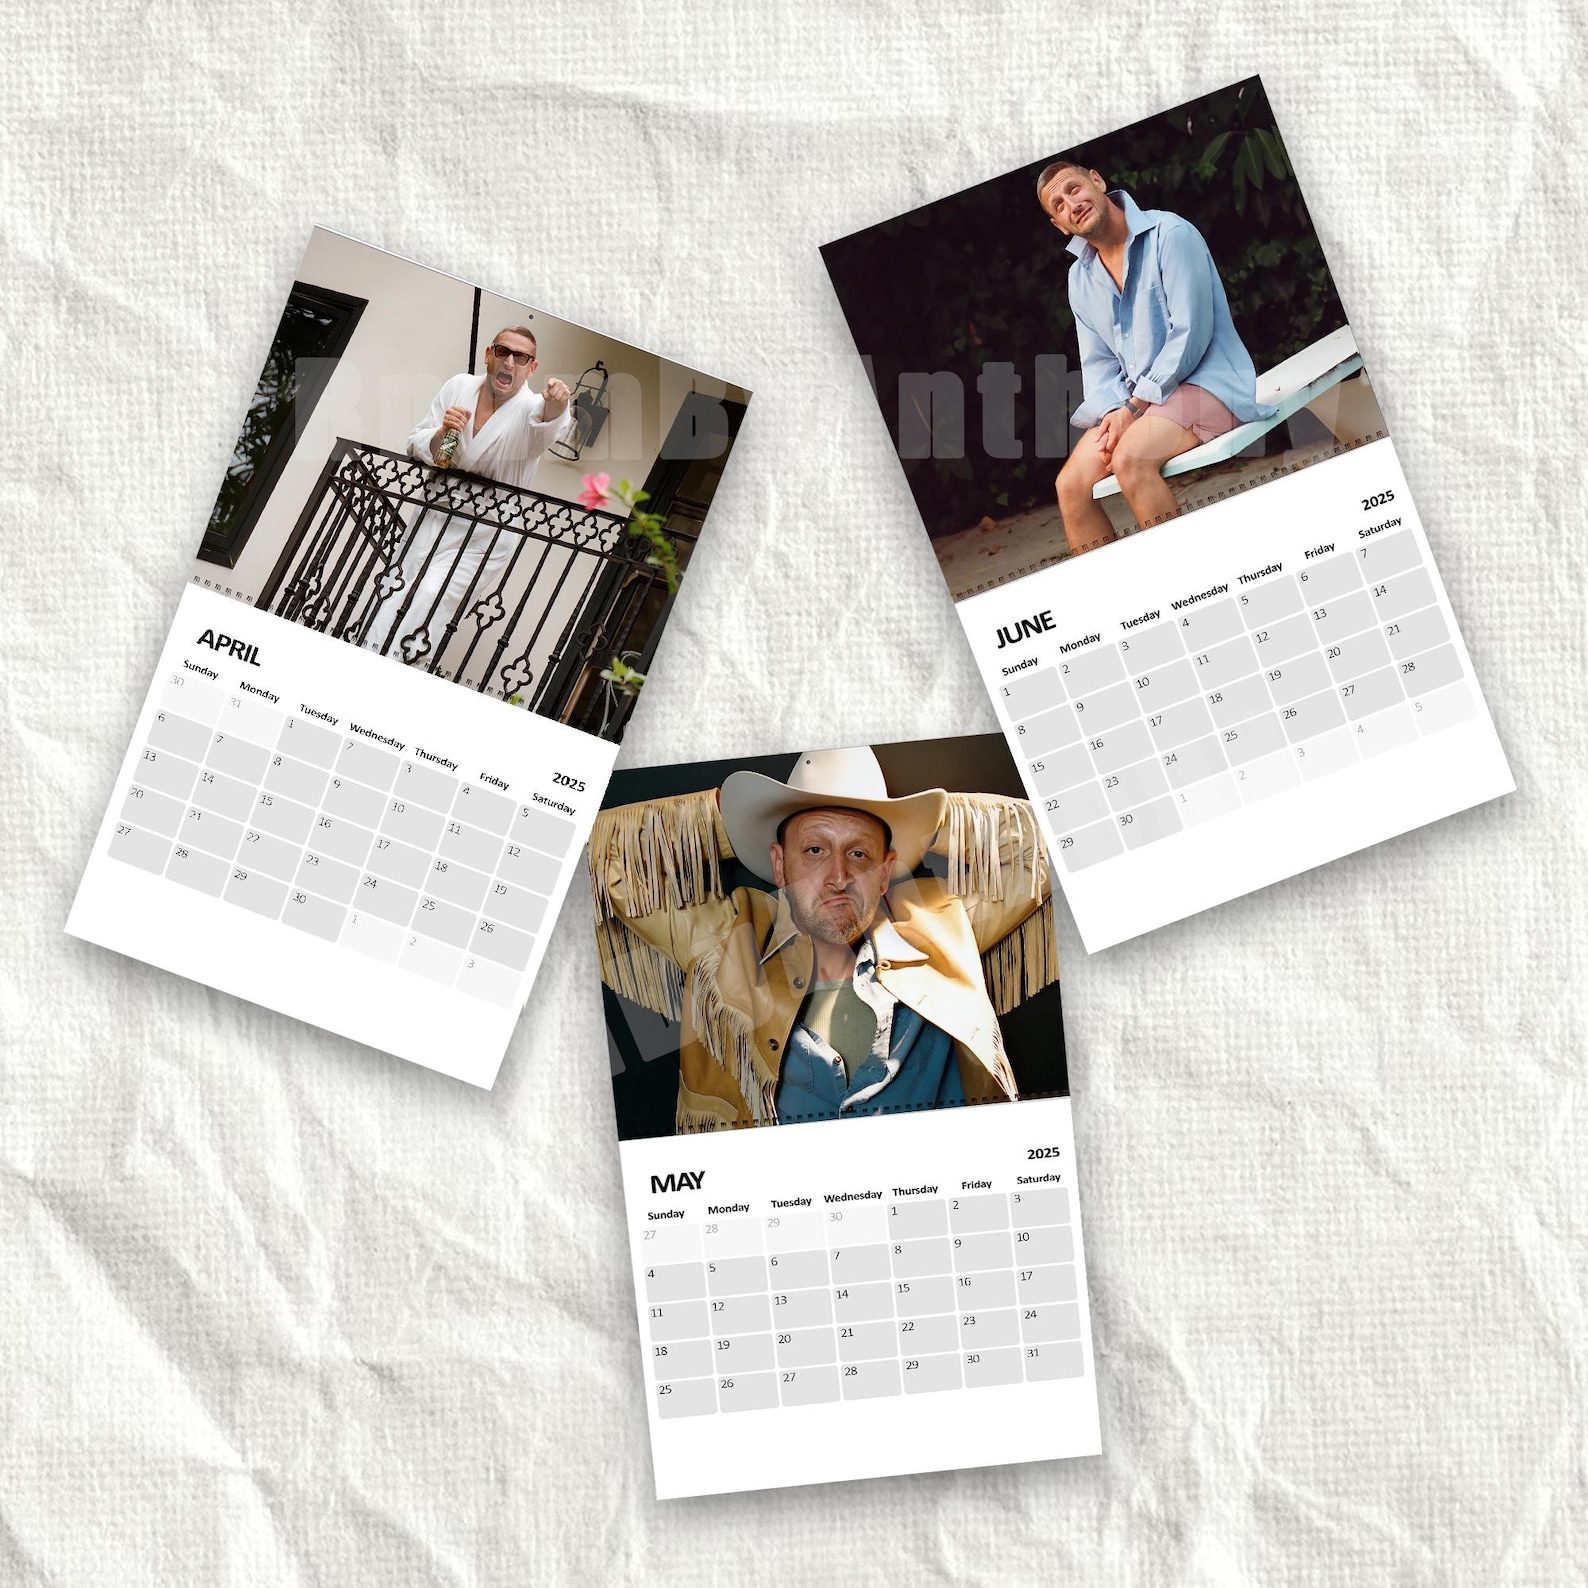 APRIL
2025
Sunday Monday Tuesday Wednesday Thursday Friday Saturday
30 31 1 2 3 4 5
6 7 8 9 10 11 12
13 14 15 16 17 18 19
20 21 22 23 24 25 26
27 28 29 30 1 2 3
JUNE
2025
Sunday Monday Tuesday Wednesday Thursday Friday Saturday
1 2 3 4 5 6 7
8 9 10 11 12 13 14
15 16 17 18 19 20 21
22 23 24 25 26 27 28
29 30 1 2 3 4 5
MAY
2025
Sunday Monday Tuesday Wednesday Thursday Friday Saturday
27 28 29 30 1 2 3
4 5 6 7 8 9 10
11 12 13 14 15 16 17
18 19 20 21 22 23 24
25 26 27 28 29 30 31